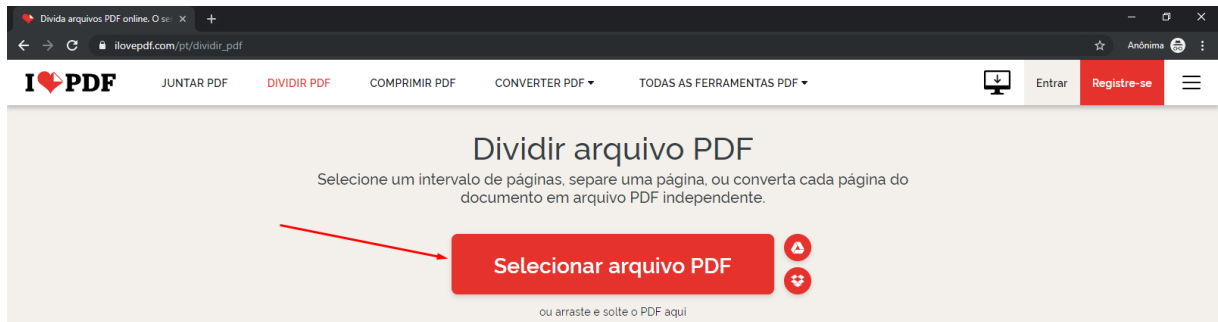 Divida arquivos PDF online. O se
ilovepdf.com/pt/dividir_pdf
Anônima
I PDF
JUNTAR PDF
DIVIDIR PDF
COMPRIMIR PDF
CONVERTER PDF
TODAS AS FERRAMENTAS PDF
Entrar
Registre-se
Dividir arquivo PDF
Selecione um intervalo de páginas, separe uma página, ou converta cada página do
documento em arquivo PDF independente.
Selecionar arquivo PDF
ou arraste e solte o PDF aqui